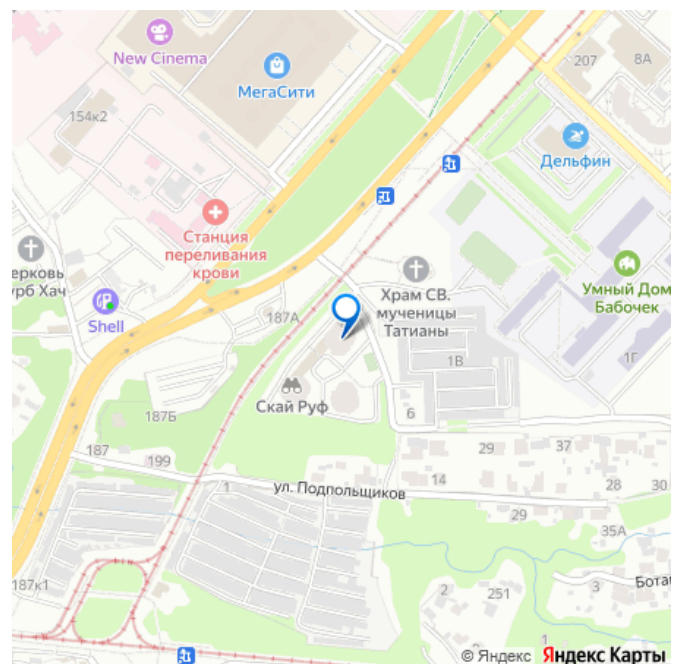 New Cinema
МегаСити
207
8А
154к2
Дельфин
Станция
переливания
крови
ерковь
урб Хач
Shell
187А
Храм СВ.
мученицы
Татианы
Умный Дом
Бабочек
1В
1Г
Скай Руф
6
187Б
187
199
29
37
1
ул. Подпольщиков
14
28
30
29
35А
187к1
2
251
3
Бота
© Яндекс Яндекс Карты